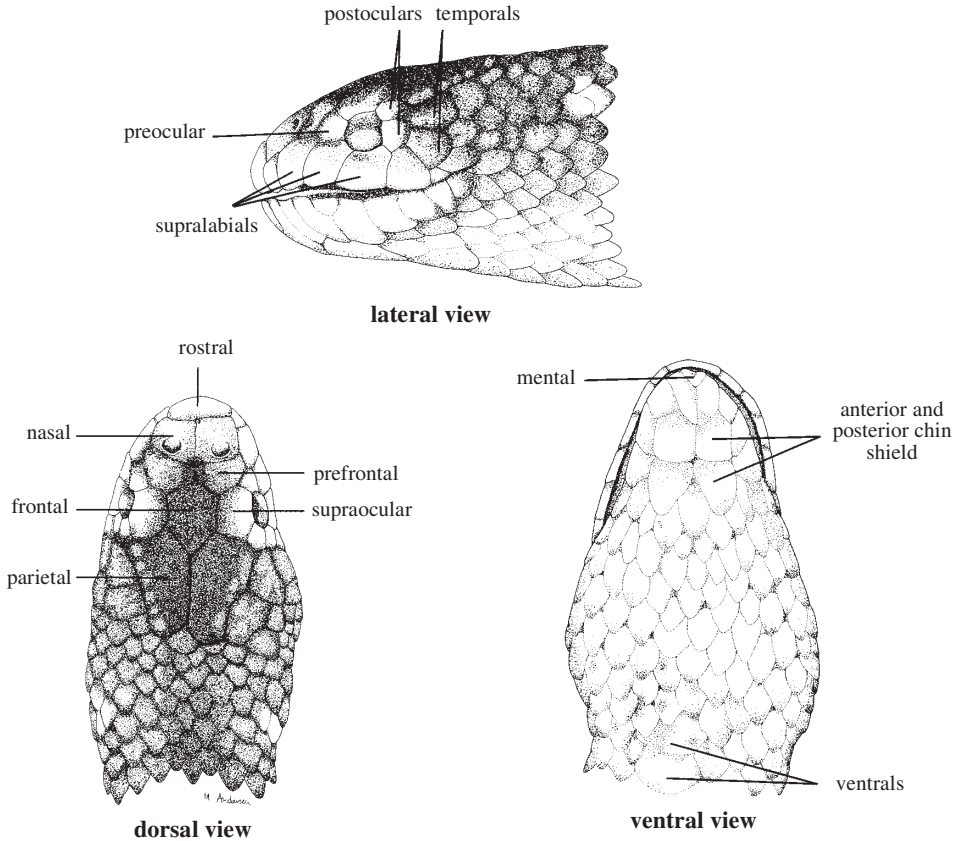 postoculars temporals
preocular
supralabials
lateral view
rostral
nasal
prefrontal
frontal
supraocular
parietal
M Andersen
dorsal view
mental
anterior and
posterior chin
shield
ventrals
ventral view